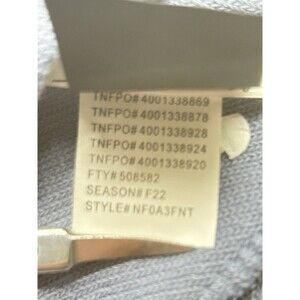 TNFPO# 4001338869
TNFPO# 4001338878
TNFPO# 4001338928
TNFPO# 4001338924
TNFPO# 4001338920
FTY# 508582
SEASON# F22
STYLE# NF0A3FNT